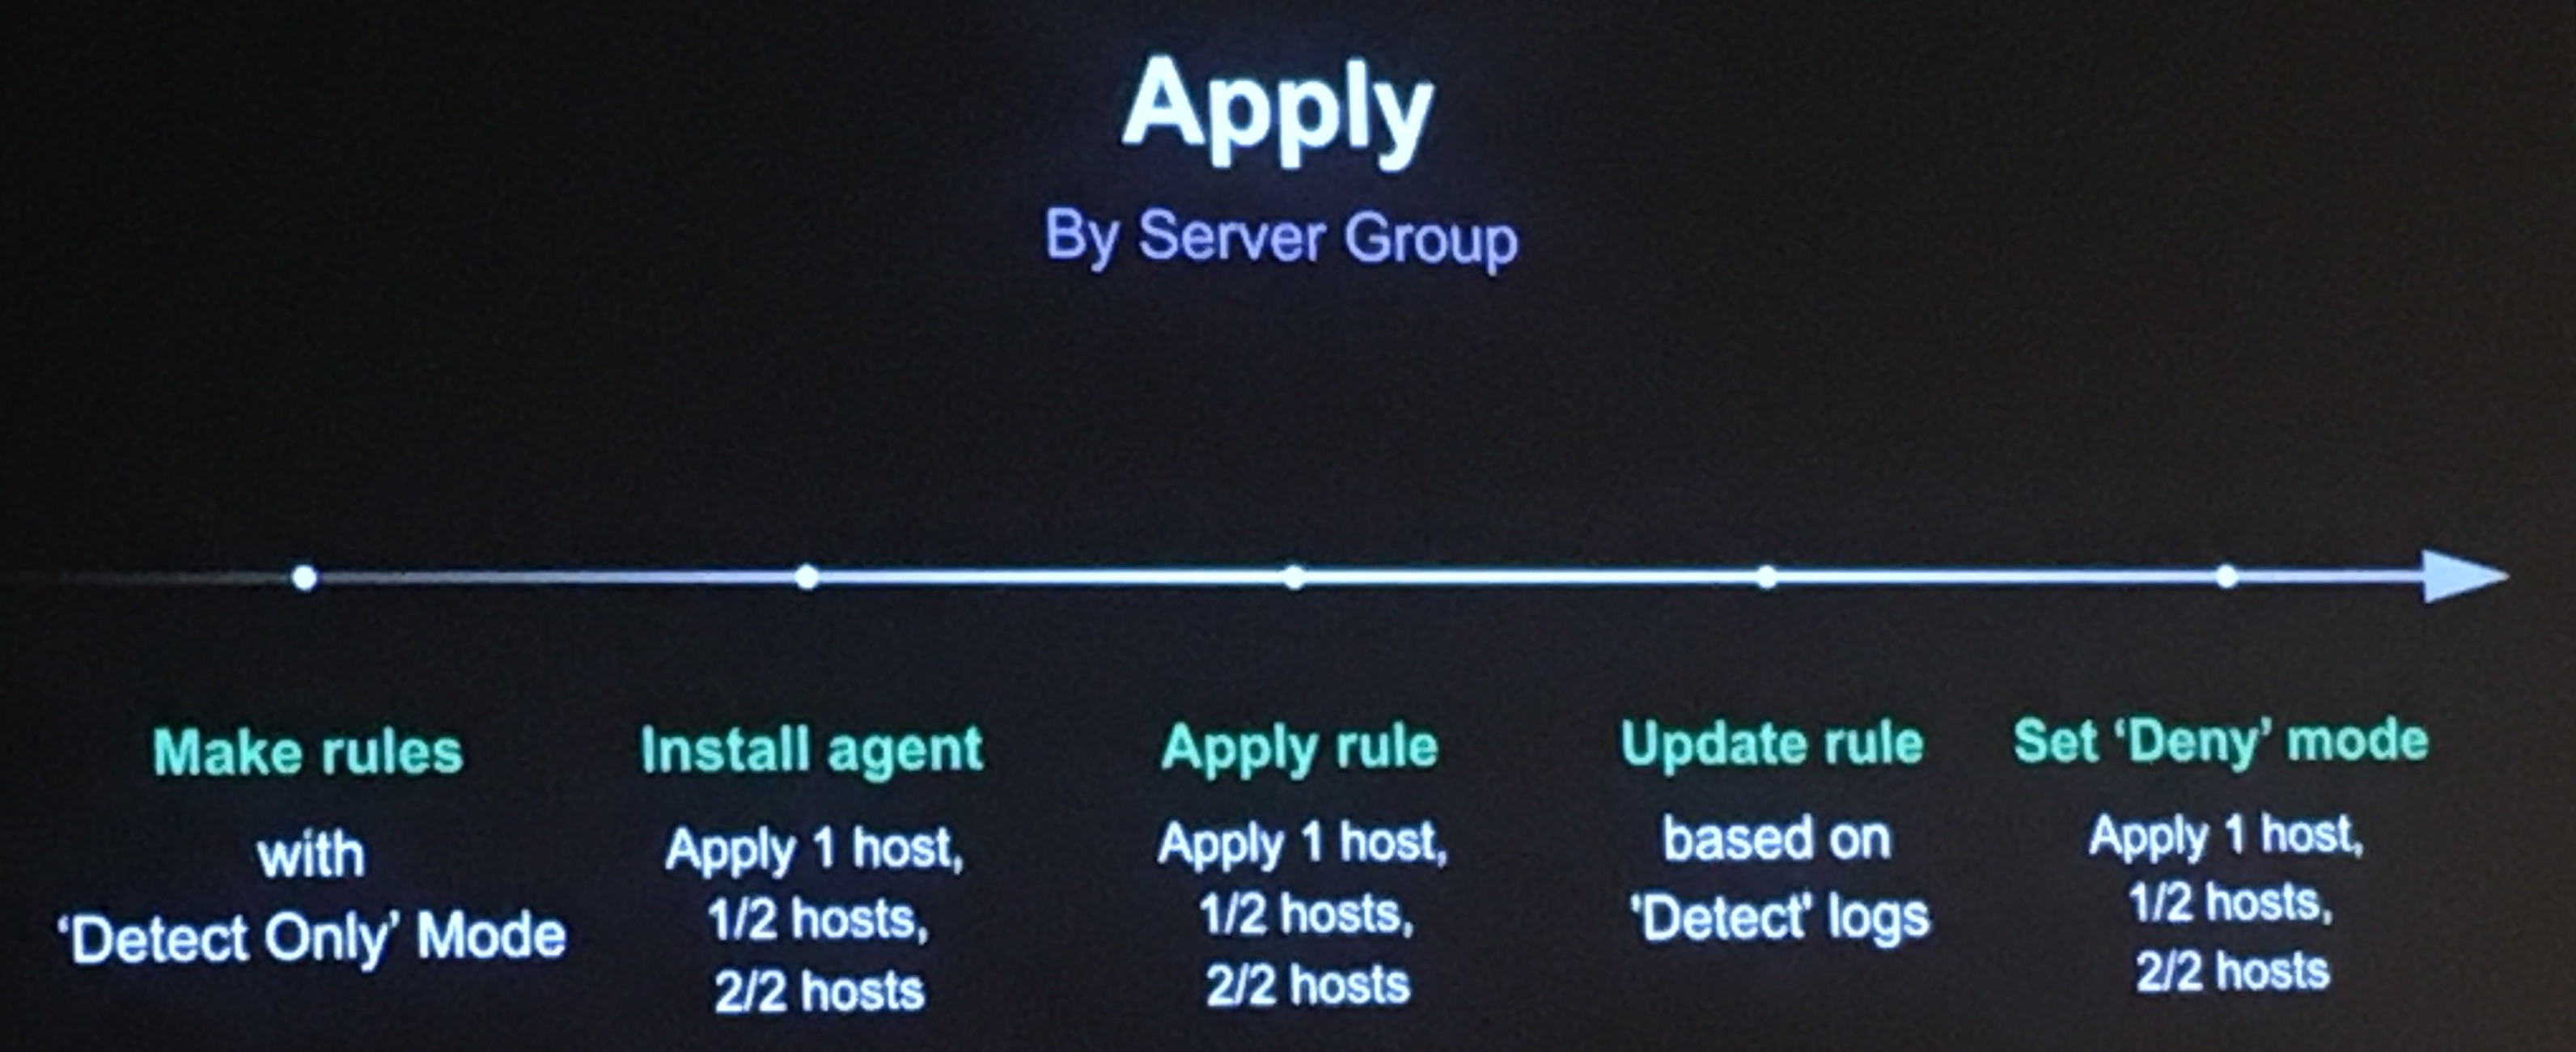 Apply
By Server Group
Make rules
with
‘Detect Only’ Mode
Install agent
Apply 1 host,
1/2 hosts,
2/2 hosts
Apply rule
Apply 1 host,
1/2 hosts,
2/2 hosts
Update rule
based on
'Detect' logs
Set ‘Deny’ mode
Apply 1 host,
1/2 hosts,
2/2 hosts